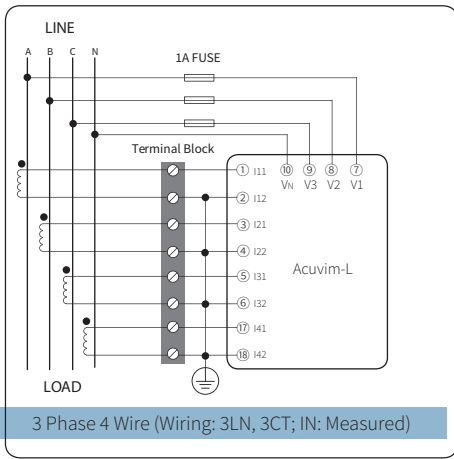 LINE
A B C N
1A FUSE
Terminal Block
⑩ ⑨ ⑧ ⑦
VN V3 V2 V1
① I11
② I12
③ I21
④ I22
⑤ I31
⑥ I32
⑰ I41
⑱ I42
Acuvim-L
LOAD
3 Phase 4 Wire (Wiring: 3LN, 3CT; IN: Measured)